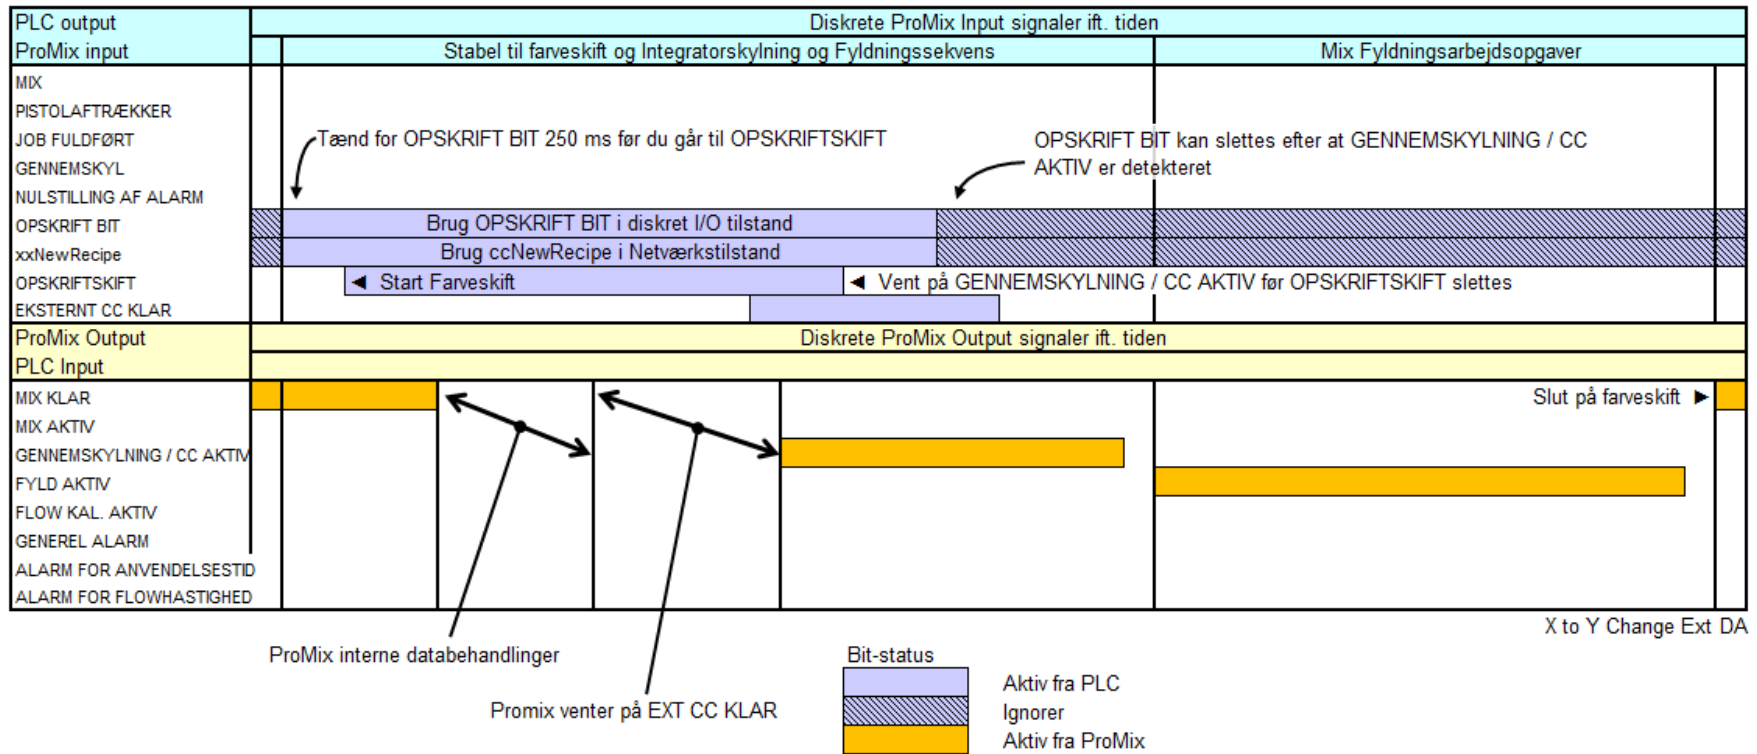 PLC output
Diskrete ProMix Input signaler ift. tiden
ProMix input
Stabel til farveskift og Integratorskylning og Fyldningssekvens
Mix Fyldningsarbejdsopgaver
MIX
PISTOLAFTRÆKKER
JOB FULDFØRT
Tænd for OPSKRIFT BIT 250 ms før du går til OPSKRIFTSKIFT
OPSKRIFT BIT kan slettes efter at GENNEMSKYLNING / CC
AKTIV er detekteret
GENNEMSKYL
NULSTILLING AF ALARM
OPSKRIFT BIT
Brug OPSKRIFT BIT i diskret I/O tilstand
xxNewRecipe
Brug ccNewRecipe i Netværkstilstand
OPSKRIFTSKIFT
◄ Start Farveskift
◄ Vent på GENNEMSKYLNING / CC AKTIV før OPSKRIFTSKIFT slettes
EKSTERNT CC KLAR
ProMix Output
Diskrete ProMix Output signaler ift. tiden
PLC Input
MIX KLAR
Slut på farveskift ►
MIX AKTIV
GENNEMSKYLNING / CC AKTIV
FYLD AKTIV
FLOW KAL. AKTIV
GENEREL ALARM
ALARM FOR ANVENDELSESTID
ALARM FOR FLOWHASTIGHED
X to Y Change Ext DA
ProMix interne databehandlinger
Promix venter på EXT CC KLAR
Bit-status
Aktiv fra PLC
Ignorer
Aktiv fra ProMix